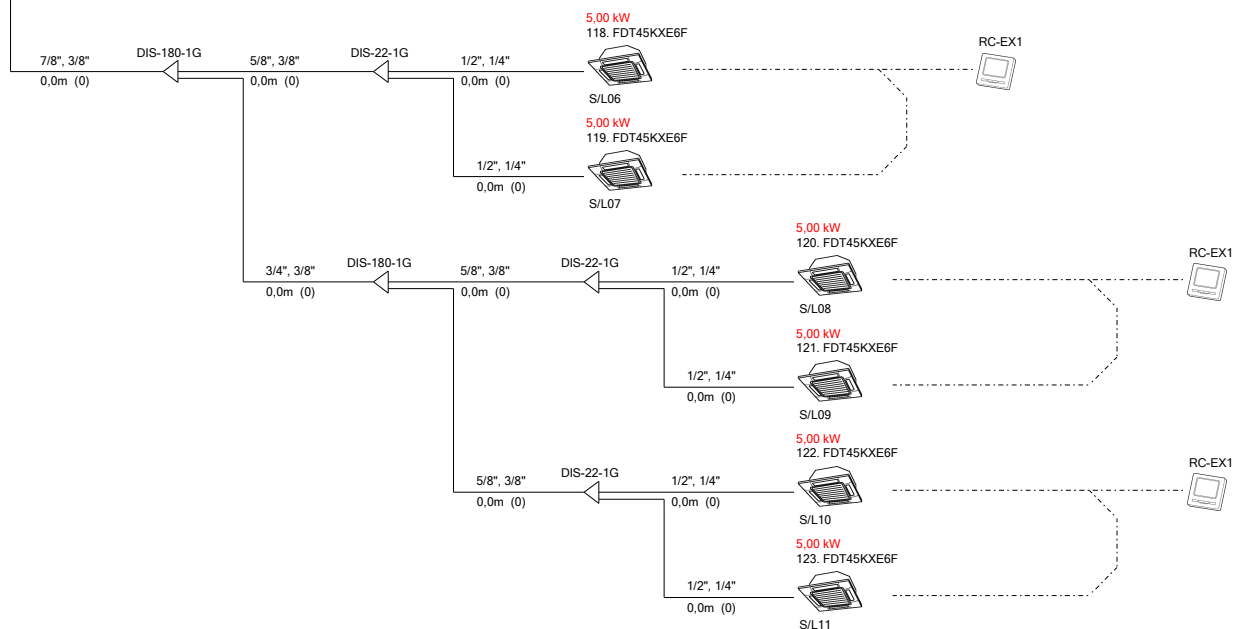 5,00 kW
118. FDT45KXE6F
RC-EX1
DIS-180-1G
DIS-22-1G
7/8", 3/8"
5/8", 3/8"
1/2", 1/4"
0,0m (0)
0,0m (0)
0,0m (0)
S/L06
5,00 kW
119. FDT45KXE6F
1/2", 1/4"
0,0m (0)
S/L07
5,00 kW
120. FDT45KXE6F
RC-EX1
DIS-180-1G
DIS-22-1G
3/4", 3/8"
5/8", 3/8"
1/2", 1/4"
0,0m (0)
0,0m (0)
0,0m (0)
S/L08
5,00 kW
121. FDT45KXE6F
1/2", 1/4"
0,0m (0)
S/L09
5,00 kW
122. FDT45KXE6F
RC-EX1
DIS-22-1G
5/8", 3/8"
1/2", 1/4"
0,0m (0)
0,0m (0)
S/L10
5,00 kW
123. FDT45KXE6F
1/2", 1/4"
0,0m (0)
S/L11